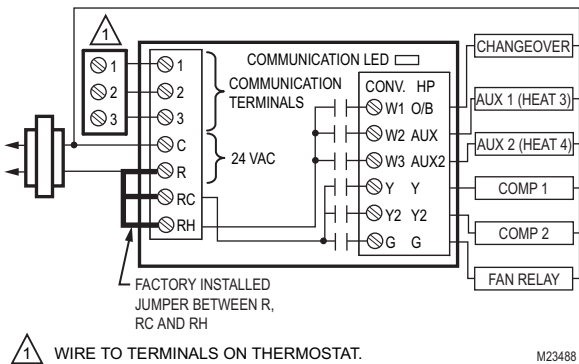 1
COMMUNICATION LED
CHANGEOVER
1 1
COMMUNICATION
TERMINALS
CONV. HP
2 2
W1 O/B
AUX 1 (HEAT 3)
3 3
W2 AUX
AUX 2 (HEAT 4)
C
24 VAC
W3 AUX2
R
Y Y
COMP 1
RC
Y2 Y2
COMP 2
RH
G G
FAN RELAY
FACTORY INSTALLED
JUMPER BETWEEN R,
RC AND RH
1 WIRE TO TERMINALS ON THERMOSTAT.
M23488